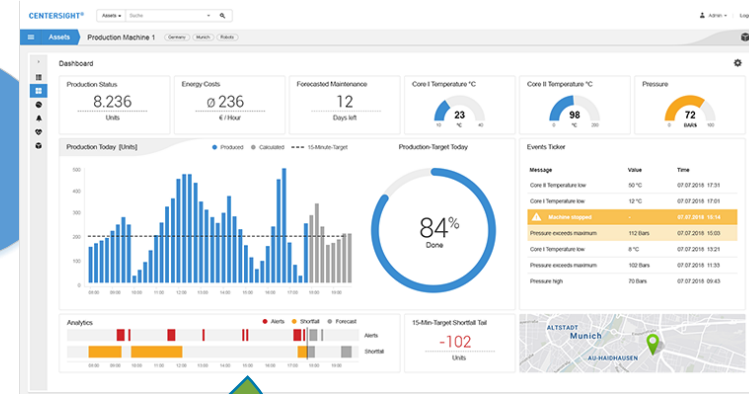 CENTERSIGHT®
Assets
Suche
Admin
Log
Assets
Production Machine 1
Germany
Munich
Robots
Dashboard
Production Status
8.236
Units
Energy Costs
Ø 236
€ / Hour
Forecasted Maintenance
12
Days left
Core I Temperature °C
23
10 °C 40
Core II Temperature °C
98
0 °C 200
Pressure
72
0 BARS 100
Production Today [Units]
Produced
Calculated
15-Minute-Target
500
400
300
200
100
0
Production-Target Today
84%
Done
Events Ticker
Message Value Time
Core II Temperature low 50 °C 07.07.2018 17:31
Core I Temperature low 12 °C 07.07.2018 17:01
Machine stopped - 07.07.2018 16:14
Pressure exceeds maximum 112 Bars 07.07.2018 15:03
Core I Temperature low 8 °C 07.07.2018 13:21
Pressure exceeds maximum 102 Bars 07.07.2018 11:33
Pressure high 70 Bars 07.07.2018 09:43
Analytics
Alerts
Shortfall
Forecast
Alerts
Shortfall
15-Min-Target Shortfall Tail
-102
Units
ALTSTADT
Munich
AU-HAIDHAUSEN